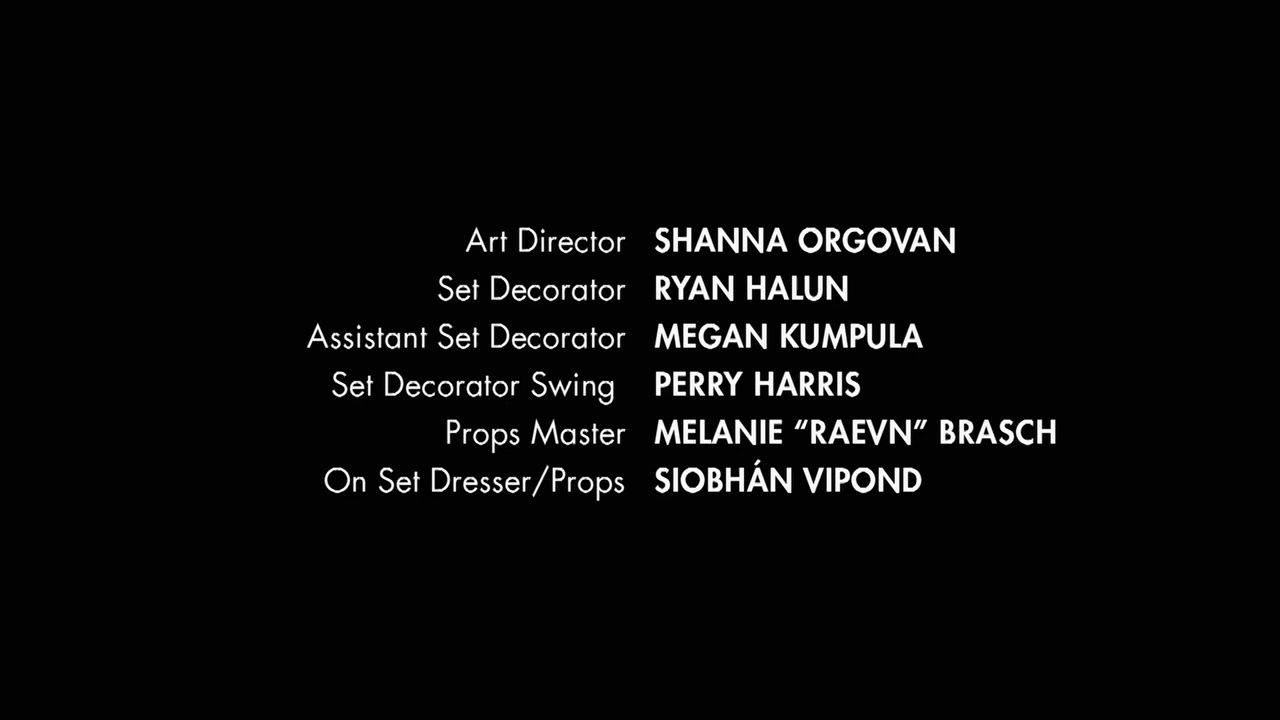 Art Director SHANNA ORGOVAN
Set Decorator RYAN HALUN
Assistant Set Decorator MEGAN KUMPULA
Set Decorator Swing PERRY HARRIS
Props Master MELANIE “RAEVN” BRASCH
On Set Dresser/Props SIOBHÁN VIPOND